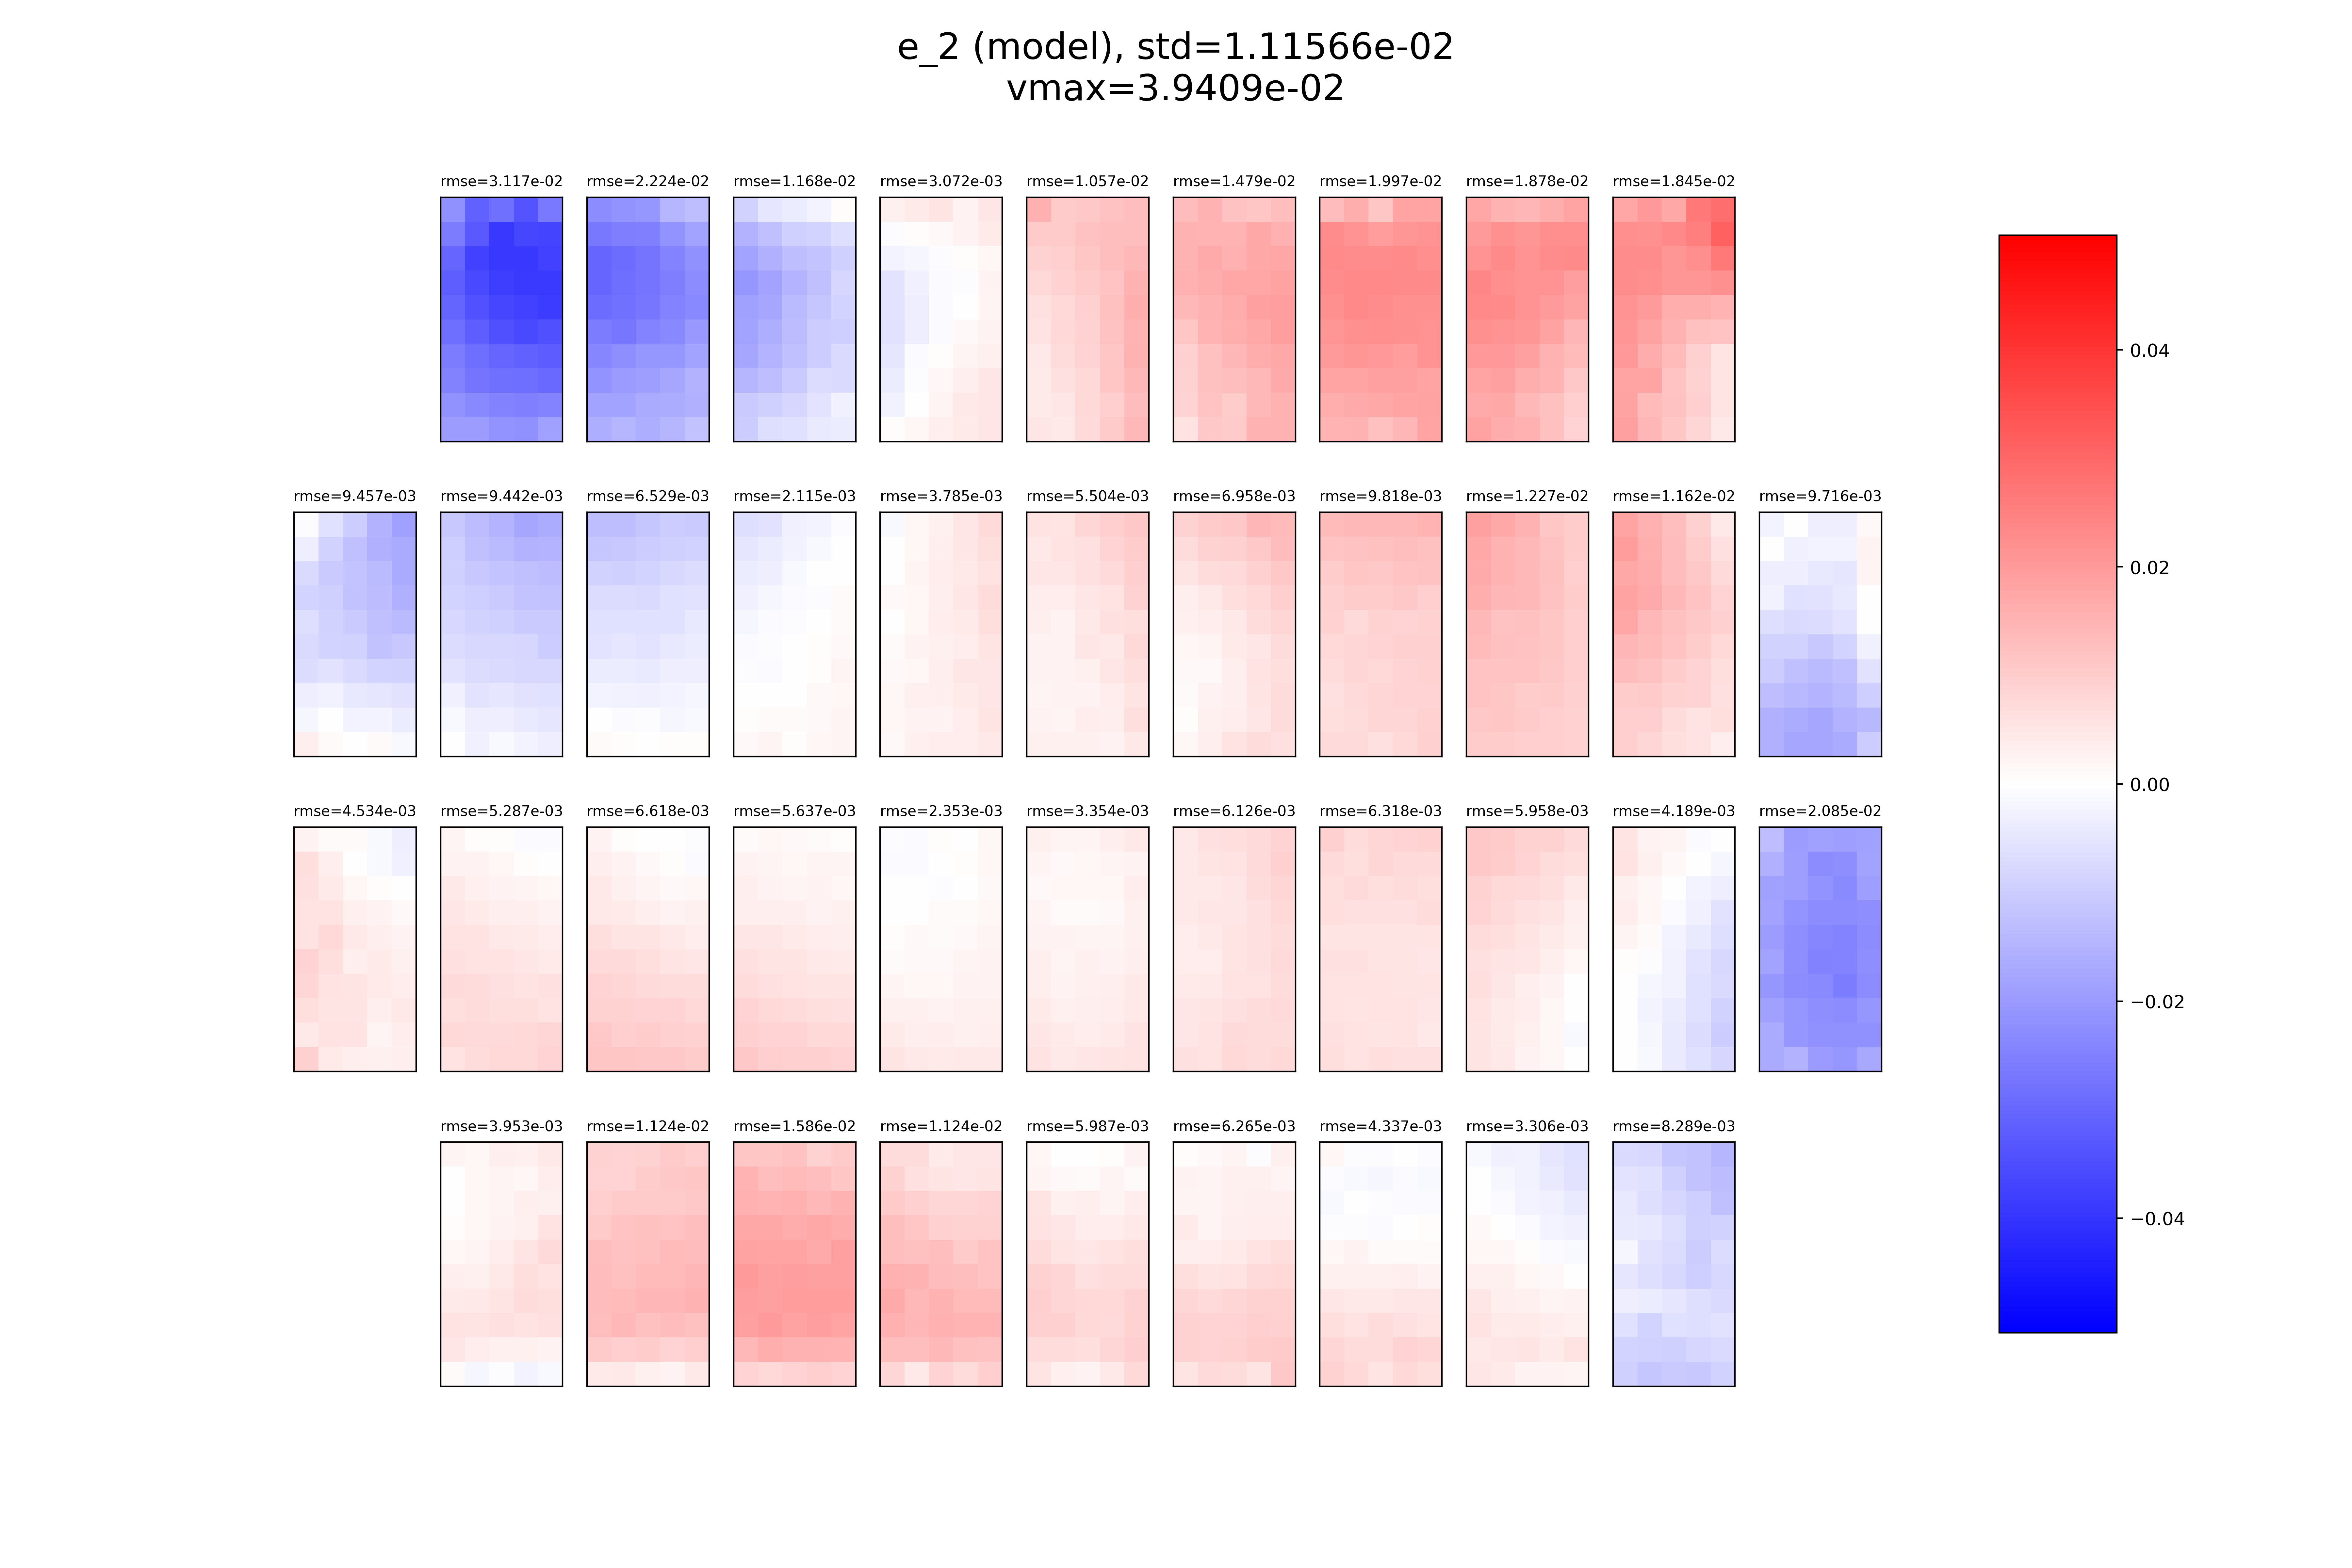 e_2 (model), std=1.11566e-02
vmax=3.9409e-02
rmse=3.117e-02 rmse=2.224e-02 rmse=1.168e-02 rmse=3.072e-03 rmse=1.057e-02 rmse=1.479e-02 rmse=1.997e-02 rmse=1.878e-02 rmse=1.845e-02
rmse=9.457e-03 rmse=9.442e-03 rmse=6.529e-03 rmse=2.115e-03 rmse=3.785e-03 rmse=5.504e-03 rmse=6.958e-03 rmse=9.818e-03 rmse=1.227e-02 rmse=1.162e-02 rmse=9.716e-03
rmse=4.534e-03 rmse=5.287e-03 rmse=6.618e-03 rmse=5.637e-03 rmse=2.353e-03 rmse=3.354e-03 rmse=6.126e-03 rmse=6.318e-03 rmse=5.958e-03 rmse=4.189e-03 rmse=2.085e-02
rmse=3.953e-03 rmse=1.124e-02 rmse=1.586e-02 rmse=1.124e-02 rmse=5.987e-03 rmse=6.265e-03 rmse=4.337e-03 rmse=3.306e-03 rmse=8.289e-03
0.04
0.02
0.00
−0.02
−0.04